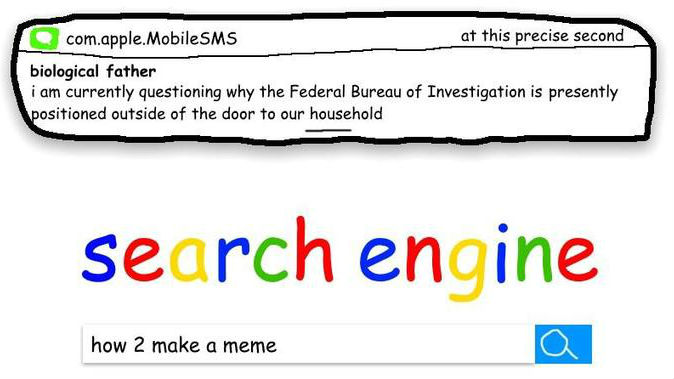 com.apple.MobileSMS
at this precise second
biological father
i am currently questioning why the Federal Bureau of Investigation is presently
positioned outside of the door to our household
search engine
how 2 make a meme